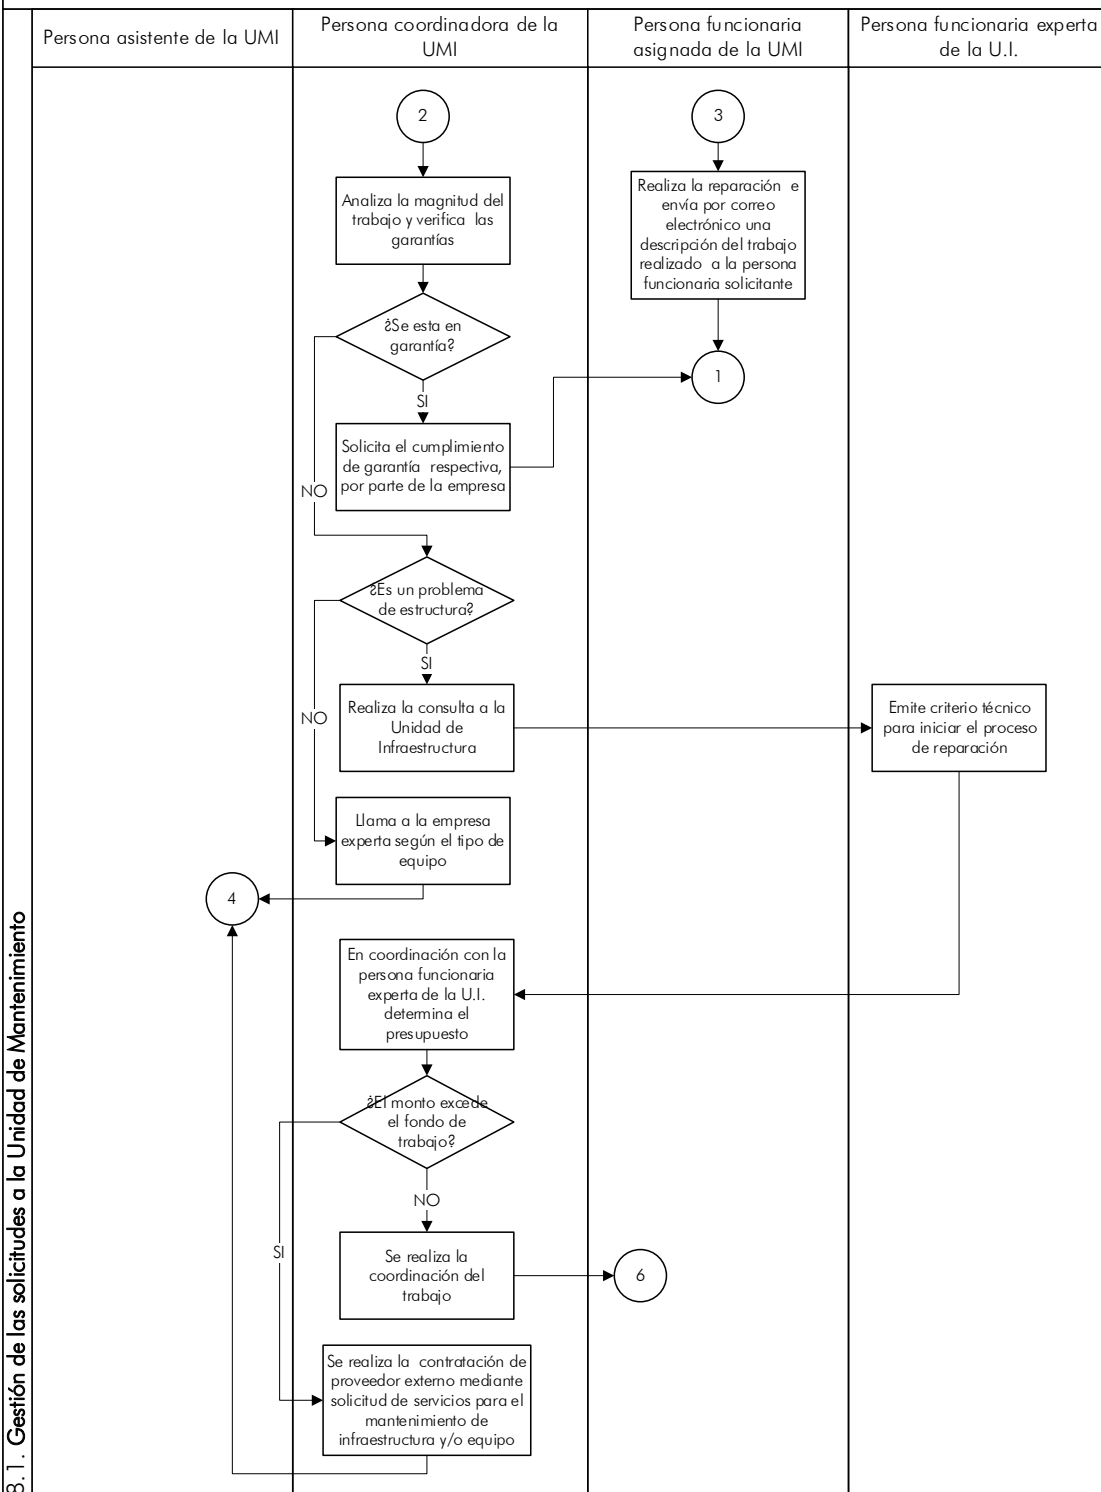 Persona asistente de la UMI
Persona coordinadora de la
UMI
Persona funcionaria
asignada de la UMI
Persona funcionaria experta
de la U.I.
2
3
Analiza la magnitud del
trabajo y verifica las
garantías
Realiza la reparación e
envía por correo
electrónico una
descripción del trabajo
realizado a la persona
funcionaria solicitante
¿Se esta en
garantía?
1
SI
Solicita el cumplimiento
de garantía respectiva,
por parte de la empresa
NO
¿Es un problema
de estructura?
SI
Realiza la consulta a la
Unidad de
Infraestructura
NO
Emite criterio técnico
para iniciar el proceso
de reparación
Llama a la empresa
experta según el tipo de
equipo
4
En coordinación con la
persona funcionaria
experta de la U.I.
determina el
presupuesto
¿El monto excede
el fondo de
trabajo?
NO
SI
Se realiza la
coordinación del
trabajo
6
Se realiza la contratación de
proveedor externo mediante
solicitud de servicios para el
mantenimiento de
infraestructura y/o equipo
8.1. Gestión de las solicitudes a la Unidad de Mantenimiento